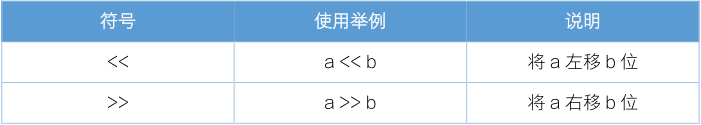 符号 使用举例 说明
<< a << b 将 a 左移 b 位
>> a >> b 将 a 右移 b 位